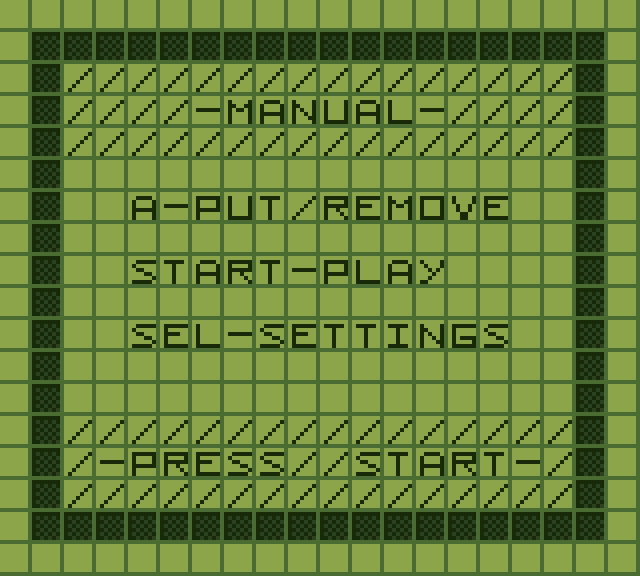 -MANUAL-
A-PUT/REMOVE
START-PLAY
SEL-SETTINGS
-PRESS//START-